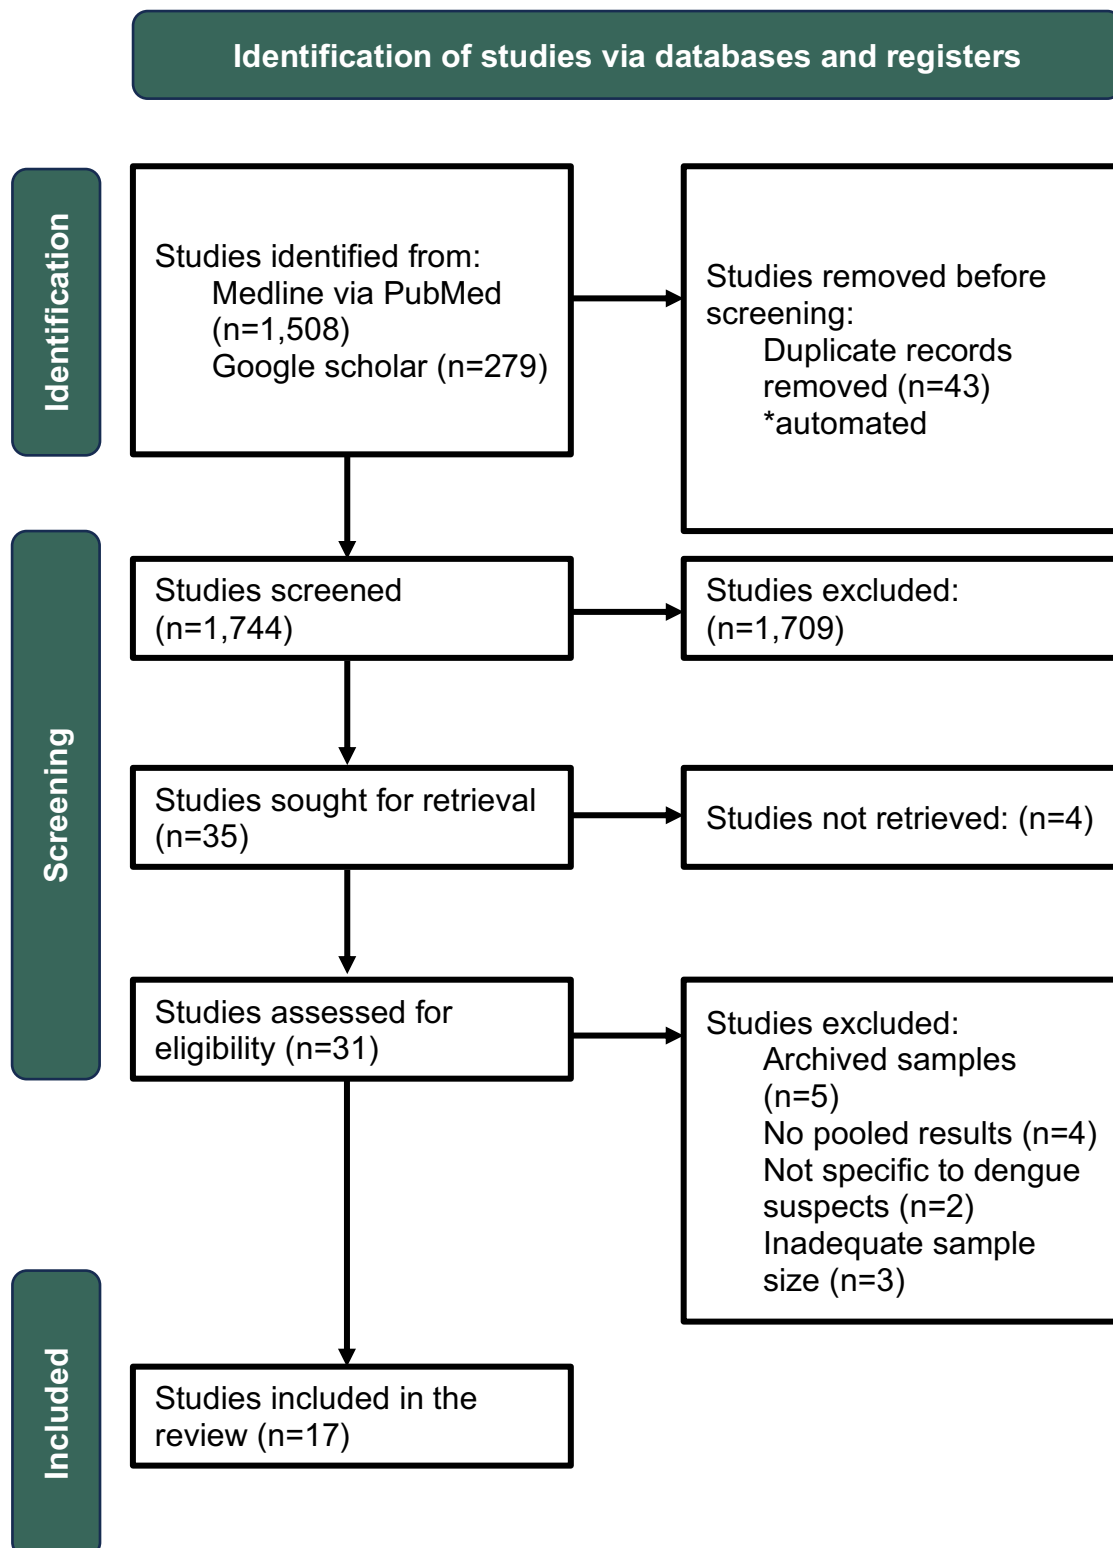 Identification of studies via databases and registers
Identification
Studies identified from:
Medline via PubMed
(n=1,508)
Google scholar (n=279)
Studies removed before
screening:
Duplicate records
removed (n=43)
*automated
Screening
Studies screened
(n=1,744)
Studies excluded:
(n=1,709)
Studies sought for retrieval
(n=35)
Studies not retrieved: (n=4)
Studies assessed for
eligibility (n=31)
Studies excluded:
Archived samples
(n=5)
No pooled results (n=4)
Not specific to dengue
suspects (n=2)
Inadequate sample
size (n=3)
Included
Studies included in the
review (n=17)